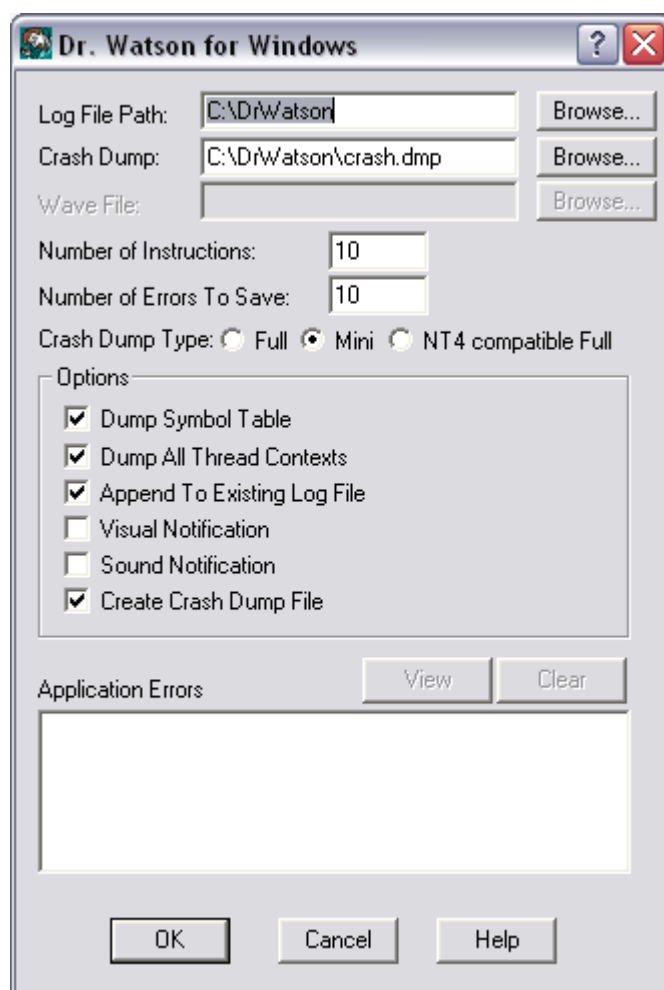 Dr. Watson for Windows
Log File Path: C:\DrWatson Browse...
Crash Dump: C:\DrWatson\crash.dmp Browse...
Wave File: Browse...
Number of Instructions: 10
Number of Errors To Save: 10
Crash Dump Type: Full Mini NT4 compatible Full
Options
Dump Symbol Table
Dump All Thread Contexts
Append To Existing Log File
Visual Notification
Sound Notification
Create Crash Dump File
Application Errors View Clear
OK Cancel Help